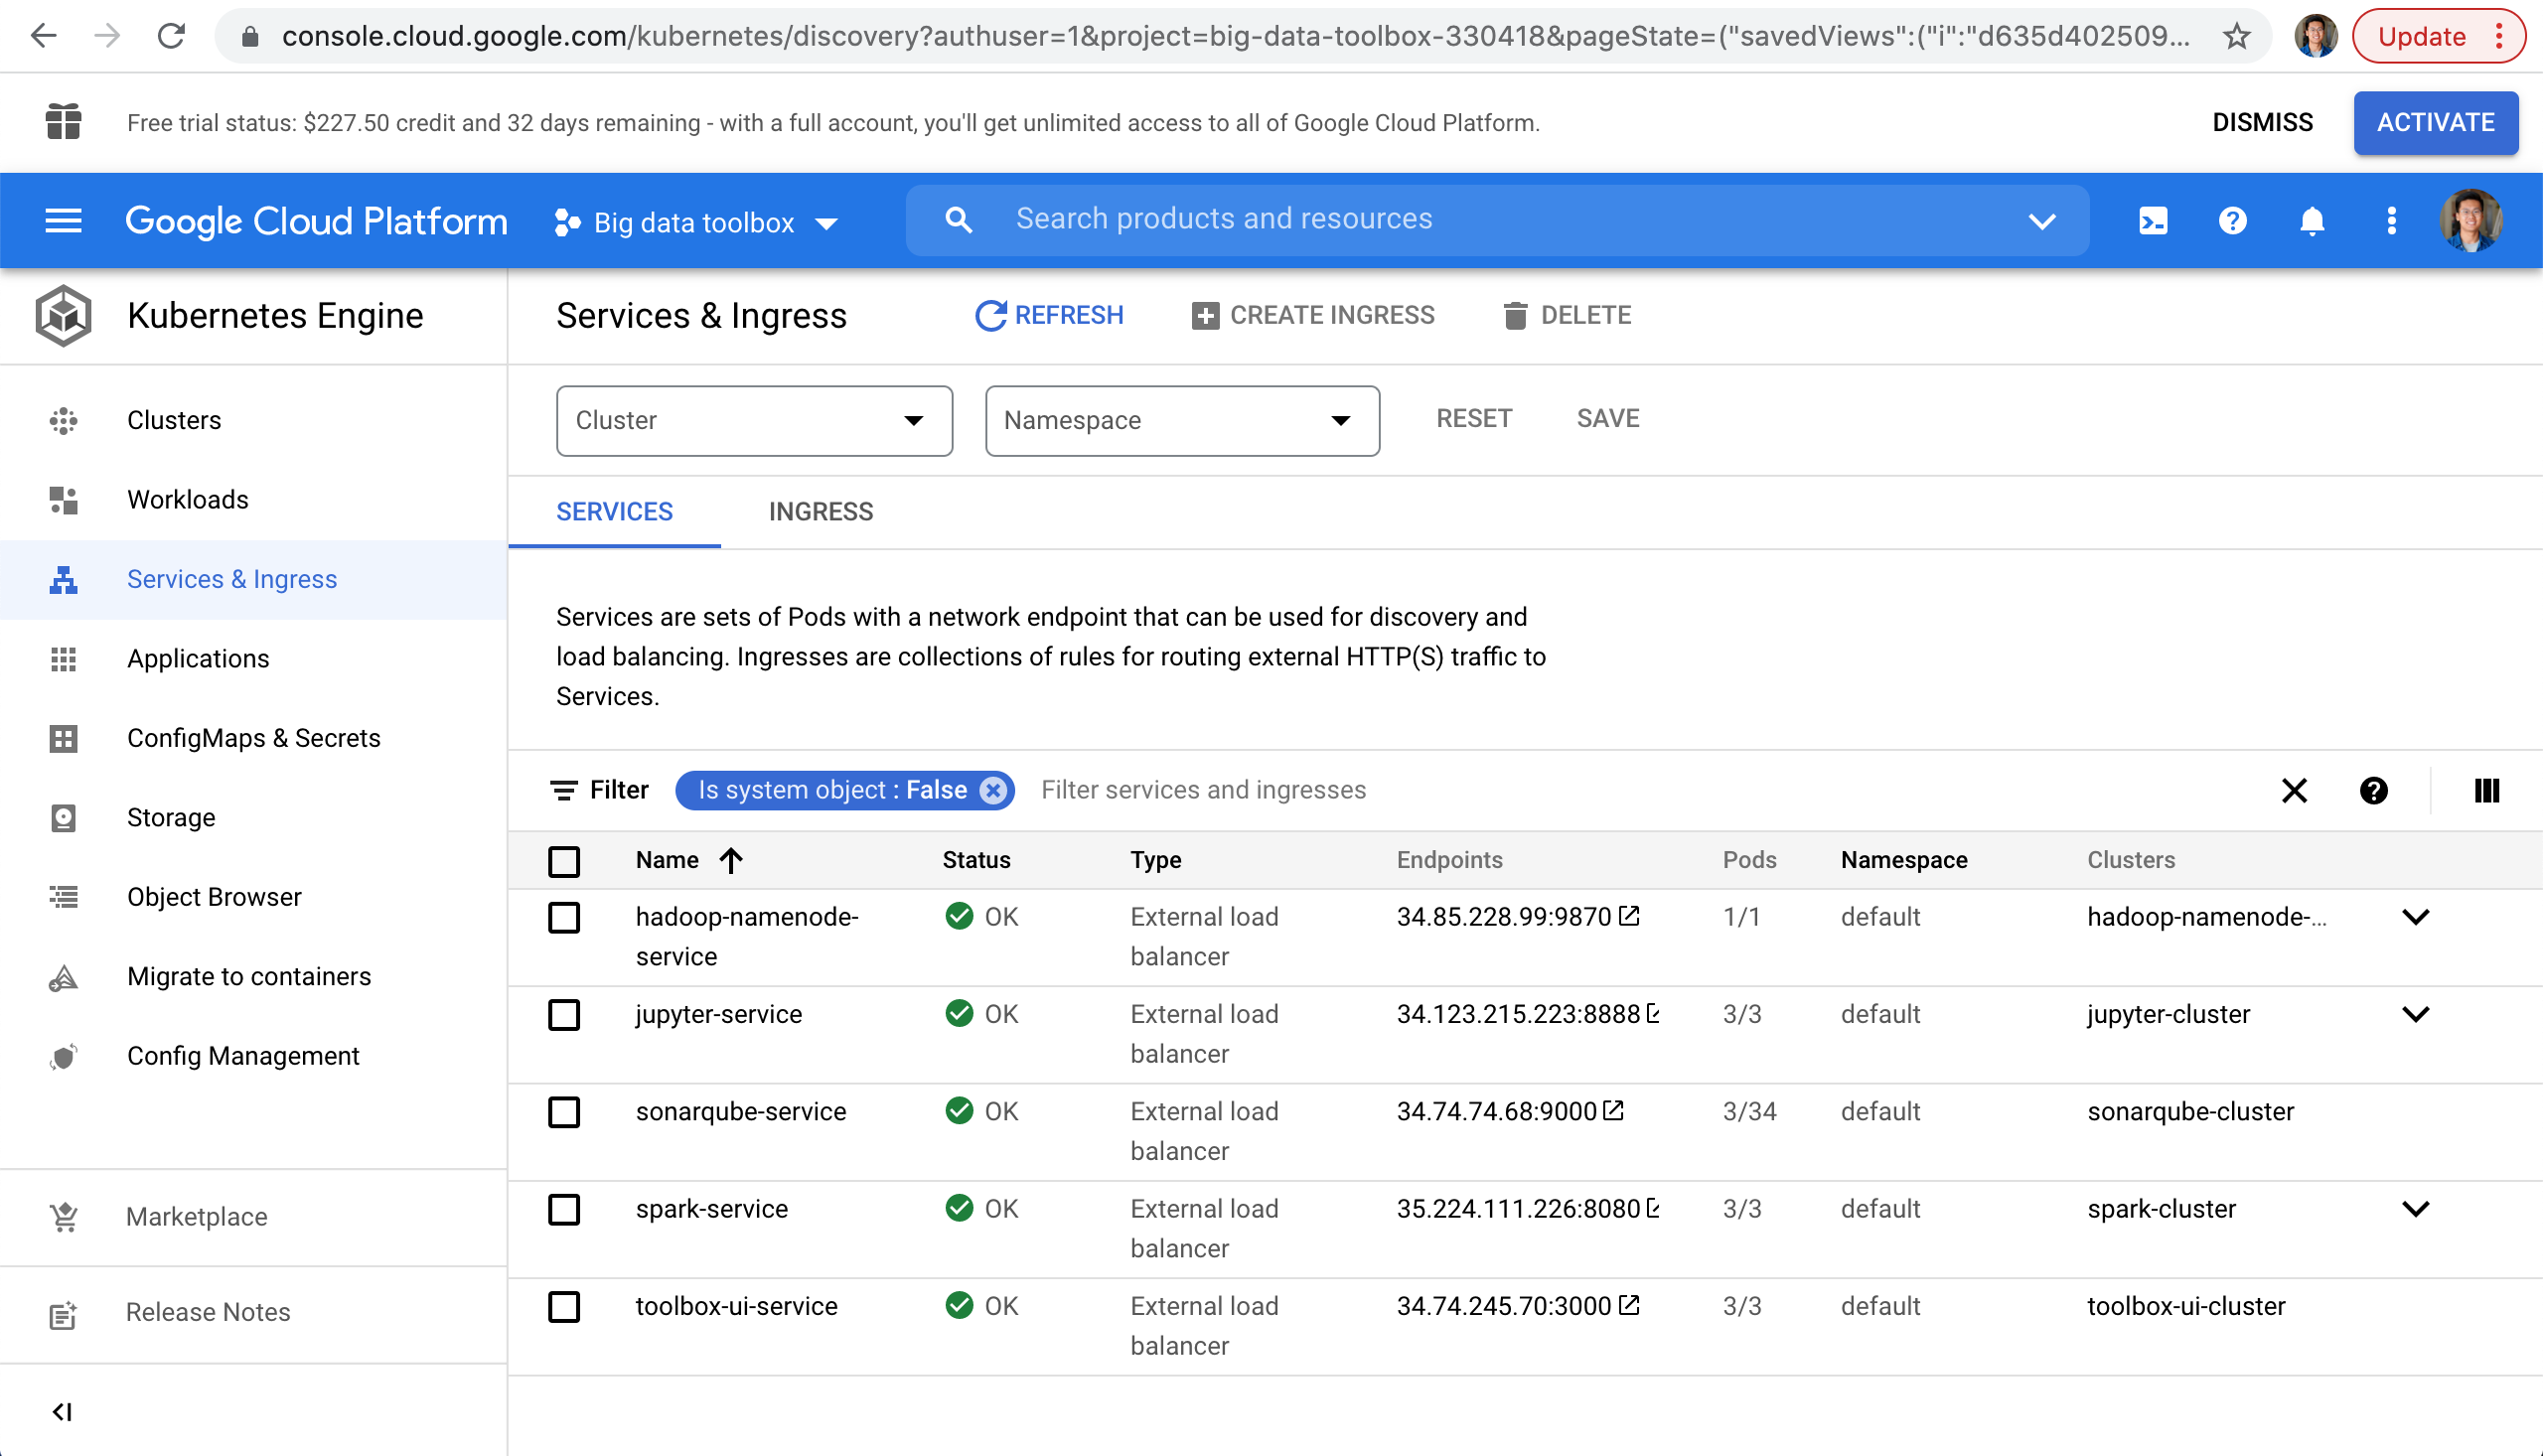 console.cloud.google.com/kubernetes/discovery?authuser=1&project=big-data-toolbox-330418&pageState=("savedViews":("i":"d635d402509...
Update
Free trial status: $227.50 credit and 32 days remaining - with a full account, you'll get unlimited access to all of Google Cloud Platform.
DISMISS
ACTIVATE
Google Cloud Platform
Big data toolbox
Search products and resources
Kubernetes Engine
Clusters
Workloads
Services & Ingress
Applications
ConfigMaps & Secrets
Storage
Object Browser
Migrate to containers
Config Management
Marketplace
Release Notes
Services & Ingress
REFRESH
CREATE INGRESS
DELETE
Cluster
Namespace
RESET
SAVE
SERVICES
INGRESS
Services are sets of Pods with a network endpoint that can be used for discovery and
load balancing. Ingresses are collections of rules for routing external HTTP(S) traffic to
Services.
Filter
Is system object : False
Filter services and ingresses
Name Status Type Endpoints Pods Namespace Clusters
hadoop-namenode- OK External load 34.85.228.99:9870 1/1 default hadoop-namenode-...
service balancer
jupyter-service OK External load 34.123.215.223:8888 3/3 default jupyter-cluster
balancer
sonarqube-service OK External load 34.74.74.68:9000 3/34 default sonarqube-cluster
balancer
spark-service OK External load 35.224.111.226:8080 3/3 default spark-cluster
balancer
toolbox-ui-service OK External load 34.74.245.70:3000 3/3 default toolbox-ui-cluster
balancer